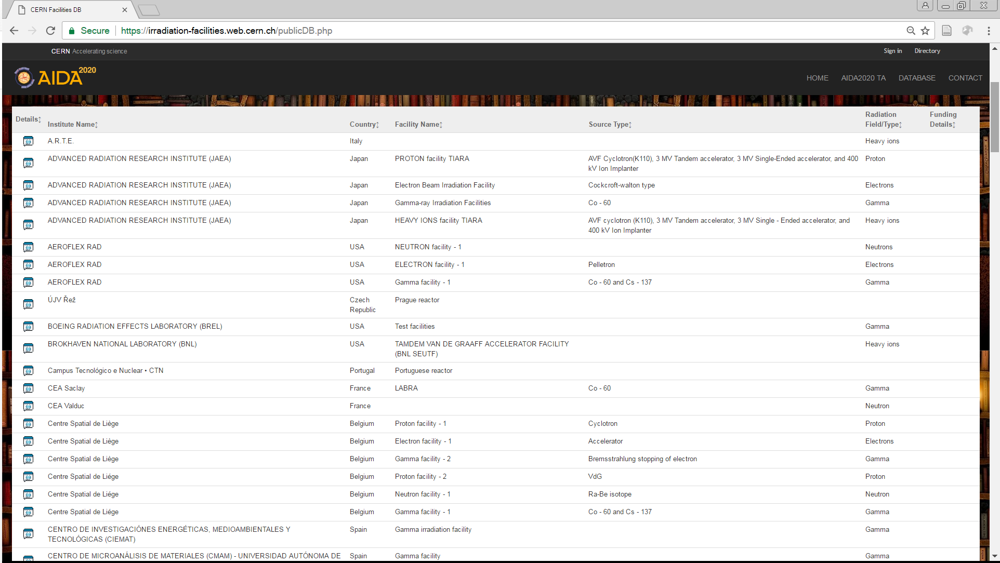 CERN Facilities DB
Secure https://irradiation-facilities.web.cern.ch/publicDB.php
CERN Accelerating science Sign in Directory
AIDA2020 HOME AIDA2020 TA DATABASE CONTACT
Details Institute Name Country Facility Name Source Type Radiation Field/Type Funding Details
A.R.T.E. Italy Heavy ions
ADVANCED RADIATION RESEARCH INSTITUTE (JAEA) Japan PROTON facility TIARA AVF Cyclotron(K110), 3 MV Tandem accelerator, 3 MV Single-Ended accelerator, and 400 Proton
kV Ion Implanter
ADVANCED RADIATION RESEARCH INSTITUTE (JAEA) Japan Electron Beam Irradiation Facility Cockcroft-walton type Electrons
ADVANCED RADIATION RESEARCH INSTITUTE (JAEA) Japan Gamma-ray Irradiation Facilities Co - 60 Gamma
ADVANCED RADIATION RESEARCH INSTITUTE (JAEA) Japan HEAVY IONS facility TIARA AVF cyclotron (K110), 3 MV Tandem accelerator, 3 MV Single - Ended accelerator, and Heavy ions
400 kV Ion Implanter
AEROFLEX RAD USA NEUTRON facility - 1 Neutrons
AEROFLEX RAD USA ELECTRON facility - 1 Pelletron Electrons
AEROFLEX RAD USA Gamma facility - 1 Co - 60 and Cs - 137 Gamma
ÚJV Řež Czech Prague reactor
Republic
BOEING RADIATION EFFECTS LABORATORY (BREL) USA Test facilities Gamma
BROKHAVEN NATIONAL LABORATORY (BNL) USA TAMDEM VAN DE GRAAFF ACCELERATOR FACILITY Heavy ions
(BNL SEUTF)
Campus Tecnológico e Nuclear • CTN Portugal Portuguese reactor
CEA Saclay France LABRA Co - 60 Gamma
CEA Valduc France Neutron
Centre Spatial de Liège Belgium Proton facility - 1 Cyclotron Proton
Centre Spatial de Liège Belgium Electron facility - 1 Accelerator Electrons
Centre Spatial de Liège Belgium Gamma facility - 2 Bremsstrahlung stopping of electron Gamma
Centre Spatial de Liége Belgium Proton facility - 2 VdG Proton
Centre Spatial de Liége Belgium Neutron facility - 1 Ra-Be isotope Neutron
Centre Spatial de Liége Belgium Gamma facility - 1 Co - 60 and Cs - 137 Gamma
CENTRO DE INVESTIGACIÓNES ENERGÉTICAS, MEDIOAMBIENTALES Y Spain Gamma irradiation facility Gamma
TECNOLÓGICAS (CIEMAT)
CENTRO DE MICROANÁLISIS DE MATERIALES (CMAM) - UNIVERSIDAD AUTÓNOMA DE Spain Gamma facility Gamma